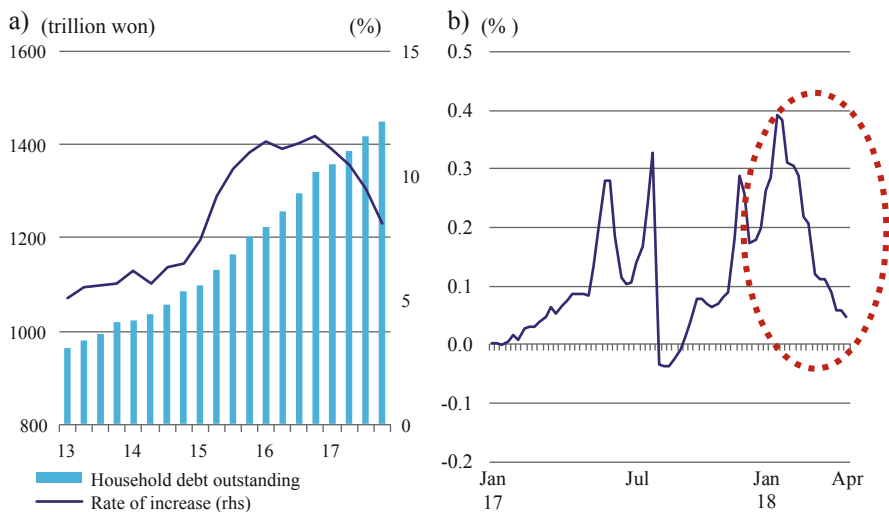 a) (trillion won) (%)
1600 15
1400 10
1200
1000 5
800 0
13 14 15 16 17
Household debt outstanding
Rate of increase (rhs)
b) (% )
0.5
0.4
0.3
0.2
0.1
0.0
-0.1
-0.2
Jan Jul Jan Apr
17 18